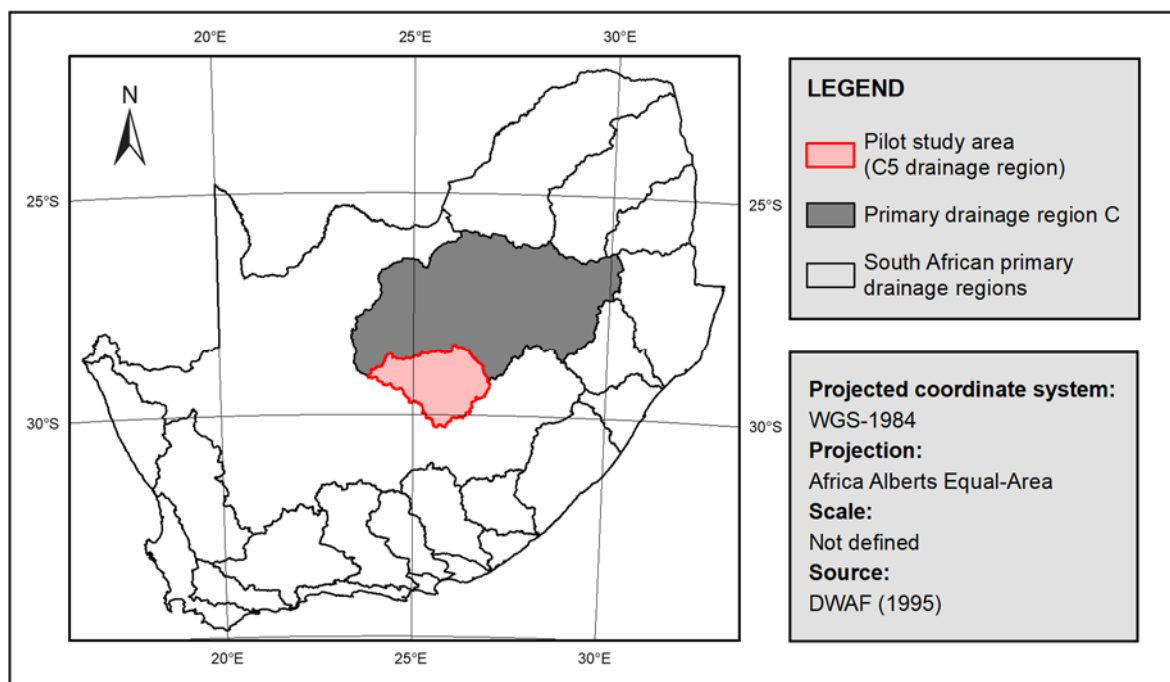 20°E 25°E 30°E
N
25°S 25°S
30°S 30°S
20°E 25°E 30°E
LEGEND
Pilot study area
(C5 drainage region)
Primary drainage region C
South African primary
drainage regions
Projected coordinate system:
WGS-1984
Projection:
Africa Alberts Equal-Area
Scale:
Not defined
Source:
DWAF (1995)